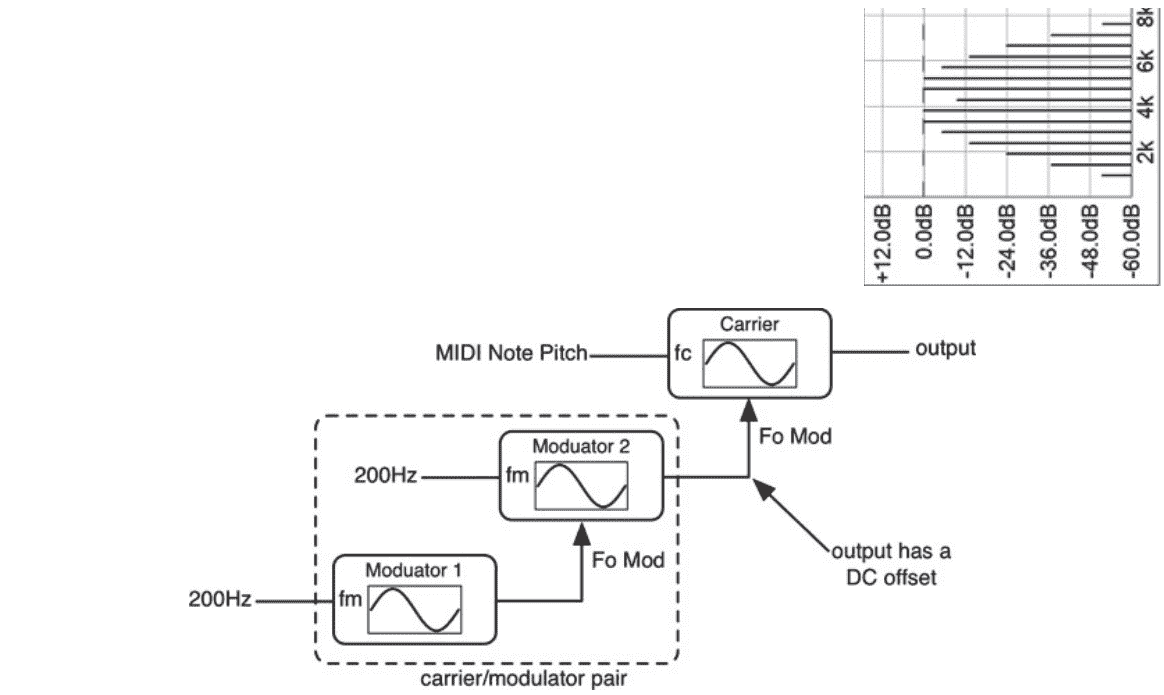 8k
6k
4k
2k
+12.0dB
0.0dB
-12.0dB
-24.0dB
-36.0dB
-48.0dB
-60.0dB
Carrier
MIDI Note Pitch
fc
output
Fo Mod
Moduator 2
200Hz
fm
output has a
DC offset
Fo Mod
Moduator 1
200Hz
fm
carrier/modulator pair